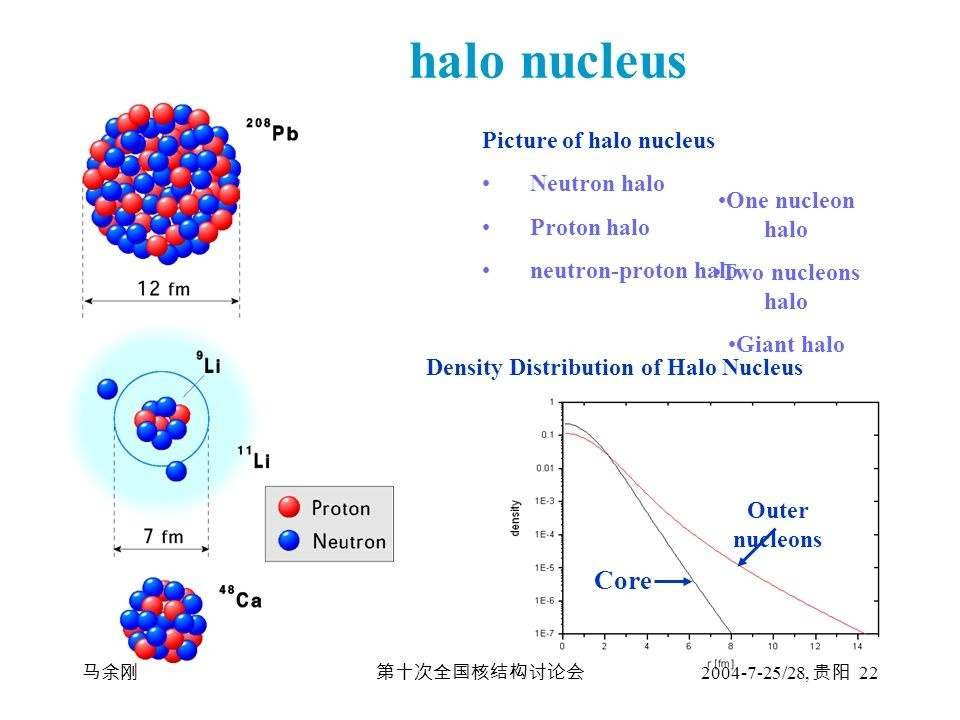 halo nucleus
208Pb
12 fm
Picture of halo nucleus
• Neutron halo
• Proton halo
• neutron-proton halo
•One nucleon
halo
•Two nucleons
halo
•Giant halo
9Li
11Li
7 fm
Proton
Neutron
48Ca
Density Distribution of Halo Nucleus
1
0.1
0.01
1E-3
1E-4
1E-5
1E-6
1E-7
density
Outer
nucleons
Core
0 2 4 6 8 10 12 14
r [fm]
马余刚
第十次全国核结构讨论会
2004-7-25/28, 贵阳 22